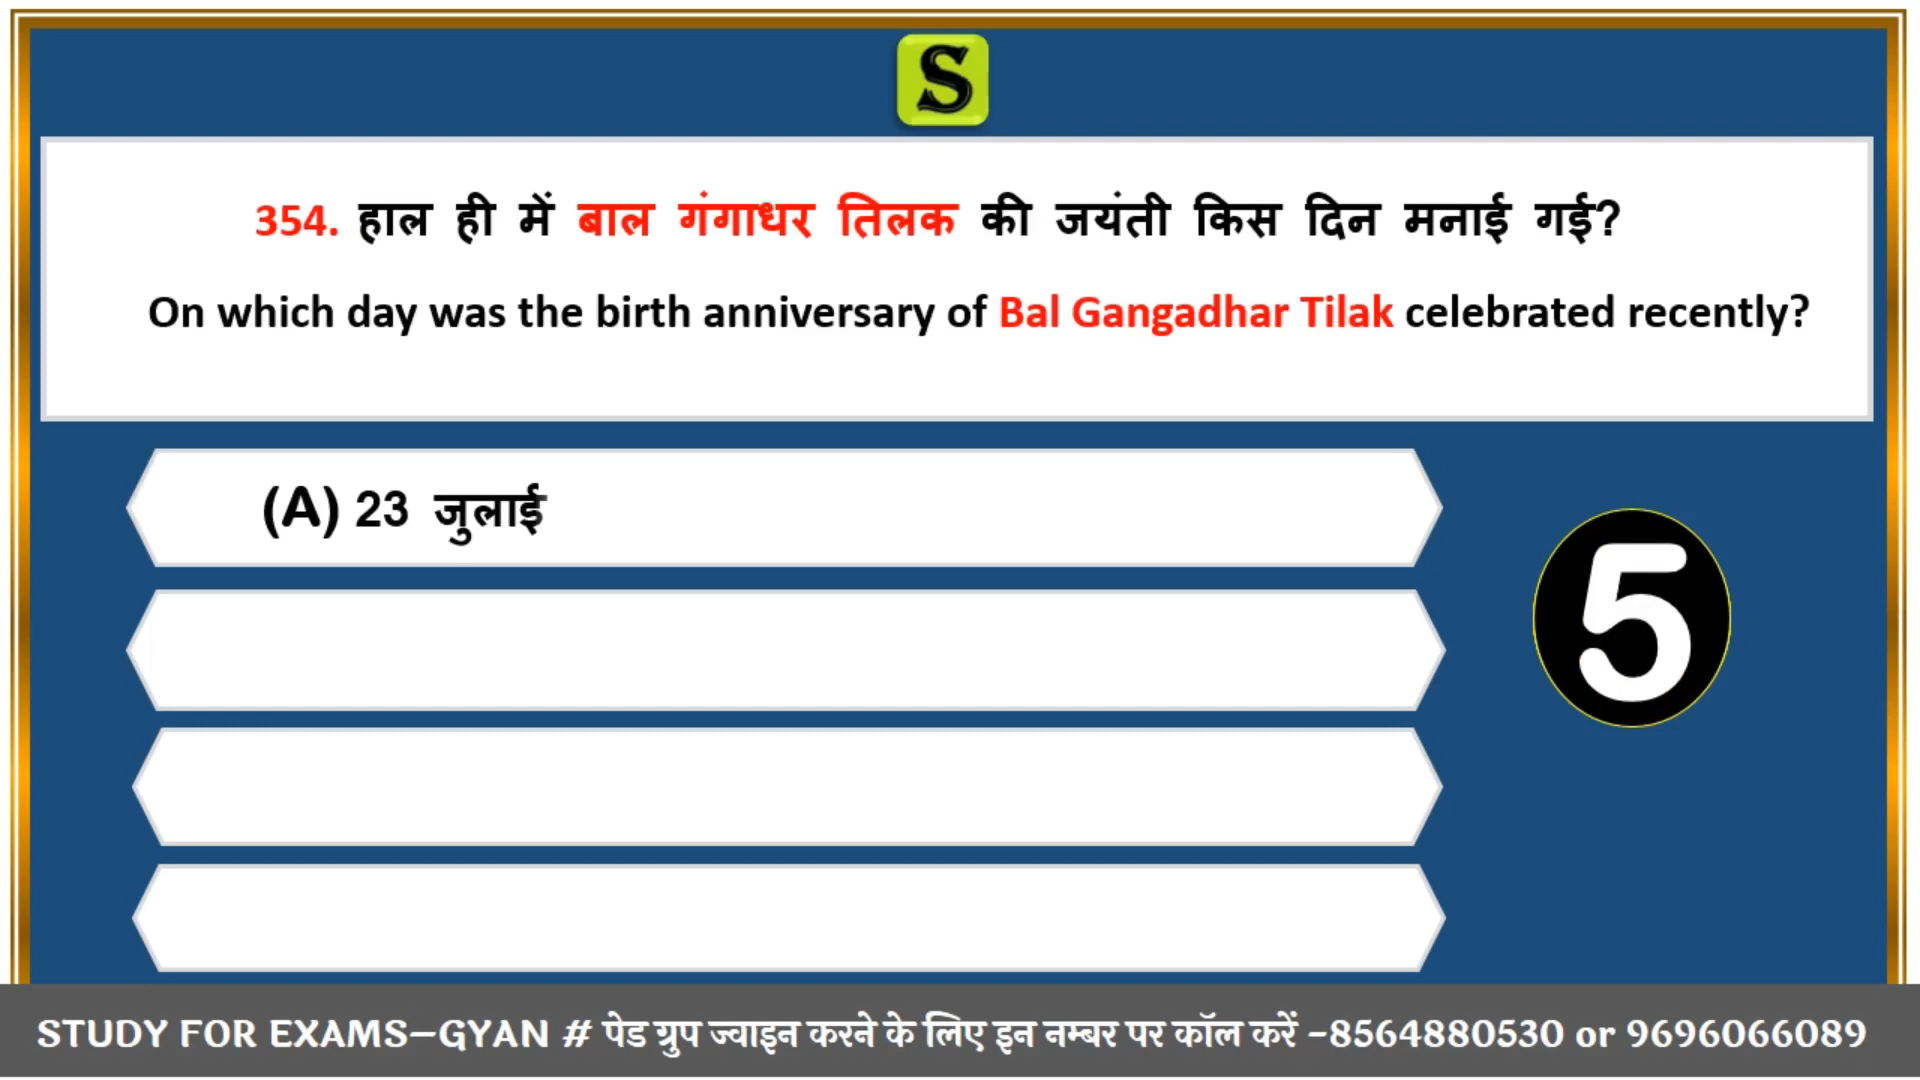 S
354. हाल ही में बाल गंगाधर तिलक की जयंती किस दिन मनाई गई?
On which day was the birth anniversary of Bal Gangadhar Tilak celebrated recently?
(A) 23 जुलाई
5
STUDY FOR EXAMS–GYAN # पेड ग्रुप ज्वाइन करने के लिए इन नम्बर पर कॉल करें –8564880530 or 9696066089